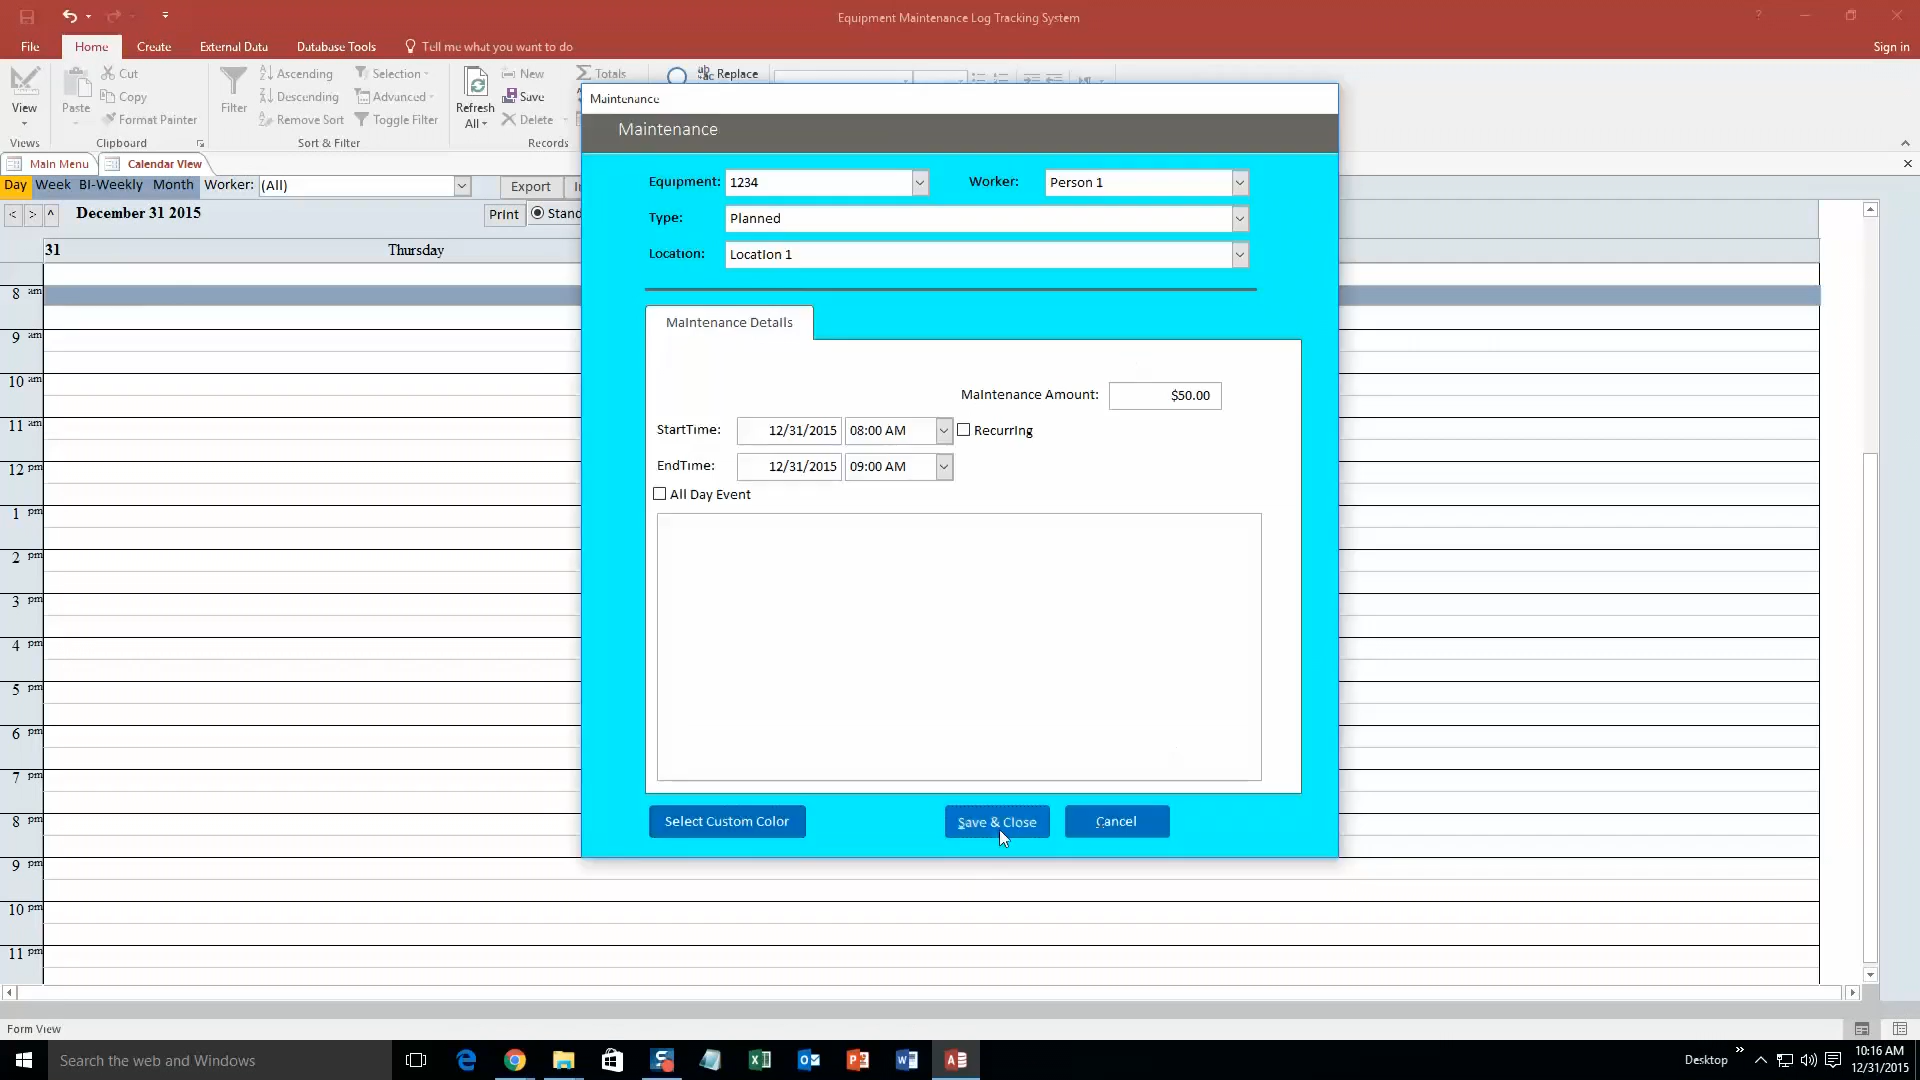 Equipment Maintenance Log Tracking System
File Home Create External Data Database Tools Tell me what you want to do Sign in
View
Views
Paste
Cut
Copy
Format Painter
Clipboard
Filter
Ascending
Descending
Remove Sort
Selection
Advanced
Toggle Filter
Sort & Filter
Refresh
All
New
Save
Delete
Totals
Records
Replace
Main Menu Calendar View
Day Week Bi-Weekly Month Worker: (All) Export
< > ^ December 31 2015 Print
31 Thursday
8 am
9 am
10 am
11 am
12 pm
1 pm
2 pm
3 pm
4 pm
5 pm
6 pm
7 pm
8 pm
9 pm
10 pm
11 pm
Maintenance
Maintenance
Equipment: 1234 Worker: Person 1
Type: Planned
Location: Location 1
Maintenance Details
Maintenance Amount: $50.00
StartTime: 12/31/2015 08:00 AM Recurring
EndTime: 12/31/2015 09:00 AM
All Day Event
Select Custom Color Save & Close Cancel
Form View
Search the web and Windows
Desktop
10:16 AM
12/31/2015